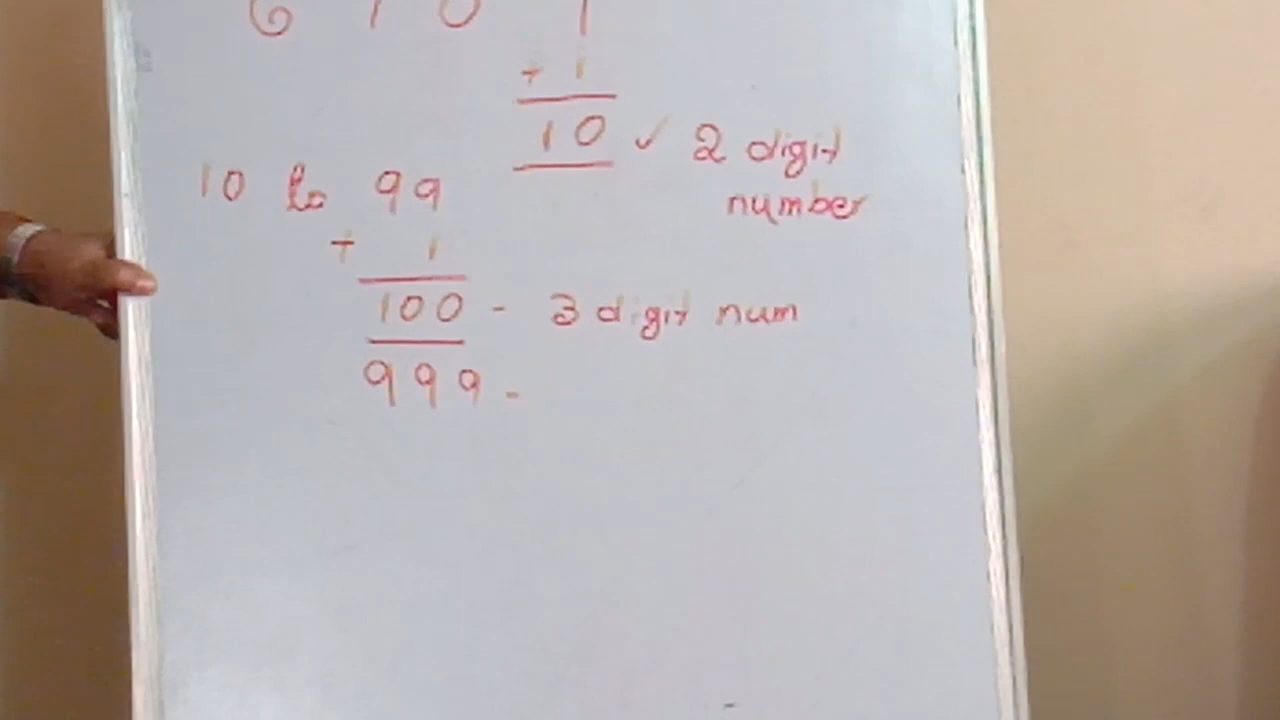 + 1
10 ✓ 2 digit
number
10 to 99
+ 1
100 - 3 digit num
999 -